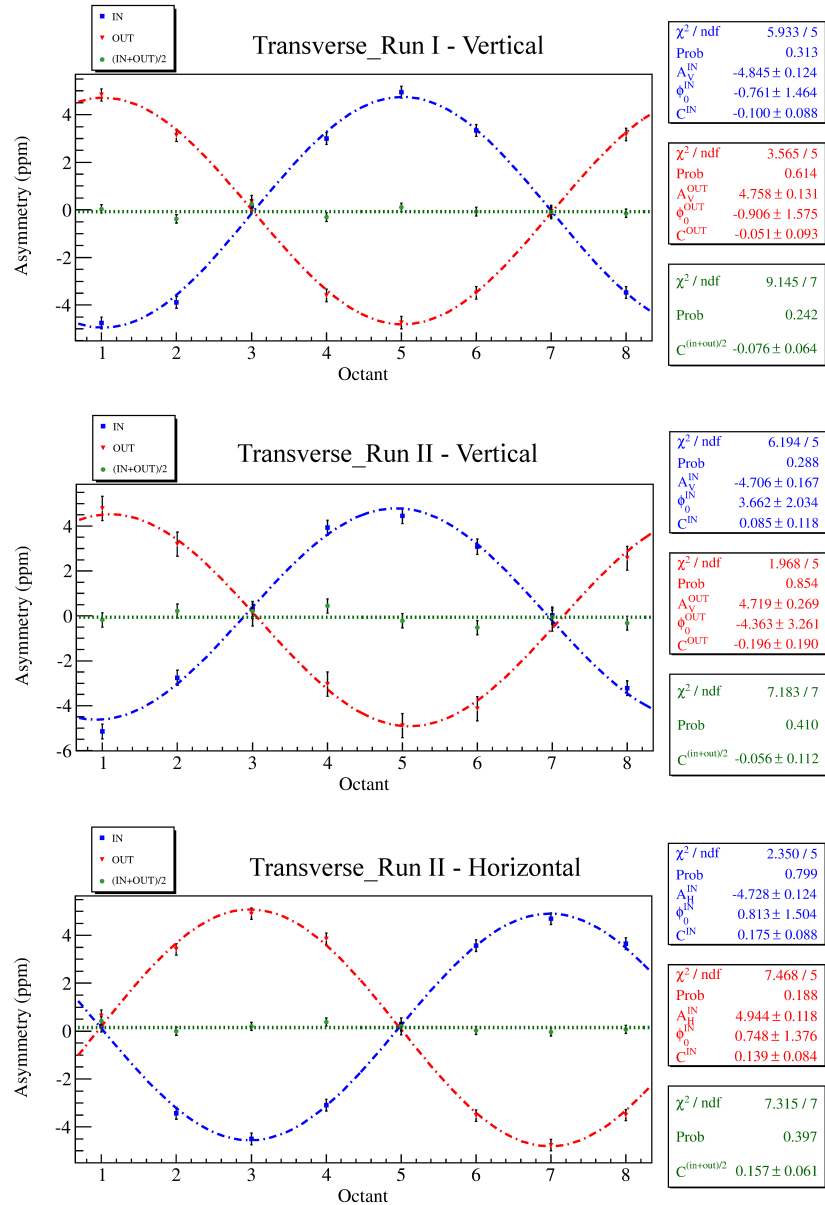 IN
OUT
(IN+OUT)/2
Transverse_Run I - Vertical
χ² / ndf 5.933 / 5
Prob 0.313
A_V^IN -4.845 ± 0.124
ϕ_0^IN -0.761 ± 1.464
C^IN -0.100 ± 0.088
χ² / ndf 3.565 / 5
Prob 0.614
A_V^OUT 4.758 ± 0.131
ϕ_0^OUT -0.906 ± 1.575
C^OUT -0.051 ± 0.093
χ² / ndf 9.145 / 7
Prob 0.242
C^(in+out)/2 -0.076 ± 0.064
Asymmetry (ppm)
4
2
0
-2
-4
1 2 3 4 5 6 7 8
Octant
IN
OUT
(IN+OUT)/2
Transverse_Run II - Vertical
χ² / ndf 6.194 / 5
Prob 0.288
A_V^IN -4.706 ± 0.167
ϕ_0^IN 3.662 ± 2.034
C^IN 0.085 ± 0.118
χ² / ndf 1.968 / 5
Prob 0.854
A_V^OUT 4.719 ± 0.269
ϕ_0^OUT -4.363 ± 3.261
C^OUT -0.196 ± 0.190
χ² / ndf 7.183 / 7
Prob 0.410
C^(in+out)/2 -0.056 ± 0.112
Asymmetry (ppm)
4
2
0
-2
-4
-6
1 2 3 4 5 6 7 8
Octant
IN
OUT
(IN+OUT)/2
Transverse_Run II - Horizontal
χ² / ndf 2.350 / 5
Prob 0.799
A_H^IN -4.728 ± 0.124
ϕ_0^IN 0.813 ± 1.504
C^IN 0.175 ± 0.088
χ² / ndf 7.468 / 5
Prob 0.188
A_H^IN 4.944 ± 0.118
ϕ_0^IN 0.748 ± 1.376
C^IN 0.139 ± 0.084
χ² / ndf 7.315 / 7
Prob 0.397
C^(in+out)/2 0.157 ± 0.061
Asymmetry (ppm)
4
2
0
-2
-4
1 2 3 4 5 6 7 8
Octant